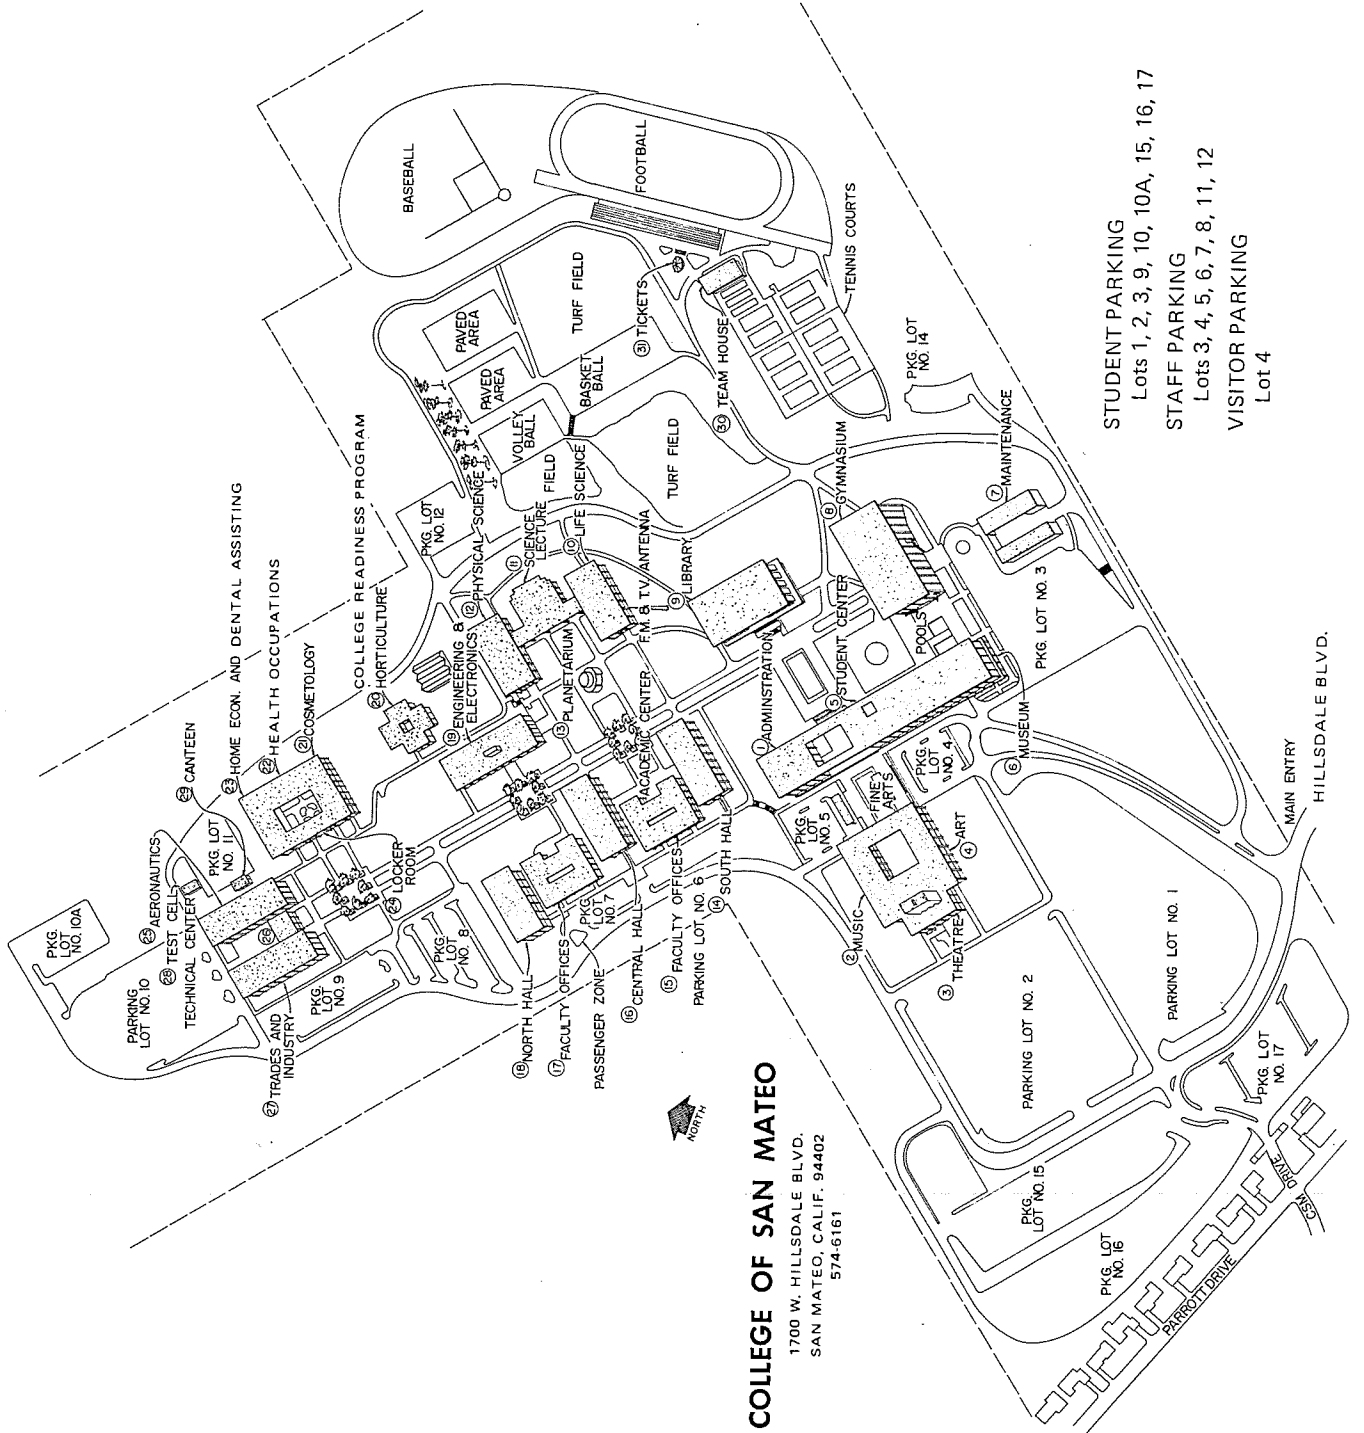 COLLEGE OF SAN MATEO
1700 W. HILLSDALE BLVD.
SAN MATEO, CALIF. 94402
574-6161
NORTH
PKG.
LOT
NO. 10A
PARKING
LOT NO. 10
25 AERONAUTICS
28 TEST CELL
TECHNICAL CENTER
26
27 TRADES AND
INDUSTRY
PKG.
LOT
NO. 9
PKG. LOT
NO. 11
29 CANTEEN
23 HOME ECON. AND DENTAL ASSISTING
22 HEALTH OCCUPATIONS
21 COSMETOLOGY
24 LOCKER
ROOM
PKG.
LOT
NO. 8
COLLEGE READINESS PROGRAM
20 HORTICULTURE
19 ENGINEERING &
ELECTRONICS
12 PHYSICAL SCIENCE
11 SCIENCE
LECTURE
10 LIFE SCIENCE
13 PLANETARIUM
F.M. & T.V. ANTENNA
ACADEMIC CENTER
9 LIBRARY
18 NORTH HALL
17 FACULTY OFFICES
PKG.
LOT
NO. 7
PASSENGER ZONE
16 CENTRAL HALL
15 FACULTY OFFICES
PARKING LOT NO. 6
14 SOUTH HALL
PKG. LOT
NO. 12
FIELD
VOLLEY
BALL
PAVED
AREA
PAVED
AREA
BASKET
BALL
TURF FIELD
TURF FIELD
BASEBALL
FOOTBALL
31 TICKETS
30 TEAM HOUSE
TENNIS COURTS
PKG. LOT
NO. 14
1 ADMINSTRATION
5 STUDENT CENTER
8 GYMNASIUM
POOLS
7 MAINTENANCE
PKG. LOT NO. 3
6 MUSEUM
PKG.
LOT
NO. 4
PKG.
LOT
NO. 5
FINE
ARTS
4 ART
2 MUSIC
3 THEATRE
PARKING LOT NO. 2
PARKING LOT NO. 1
MAIN ENTRY
HILLSDALE BLVD.
PKG. LOT
NO. 17
PKG.
LOT NO. 15
PKG. LOT
NO. 16
PARROTT DRIVE
CSM DRIVE
STUDENT PARKING
Lots 1, 2, 3, 9, 10, 10A, 15, 16, 17
STAFF PARKING
Lots 3, 4, 5, 6, 7, 8, 11, 12
VISITOR PARKING
Lot 4